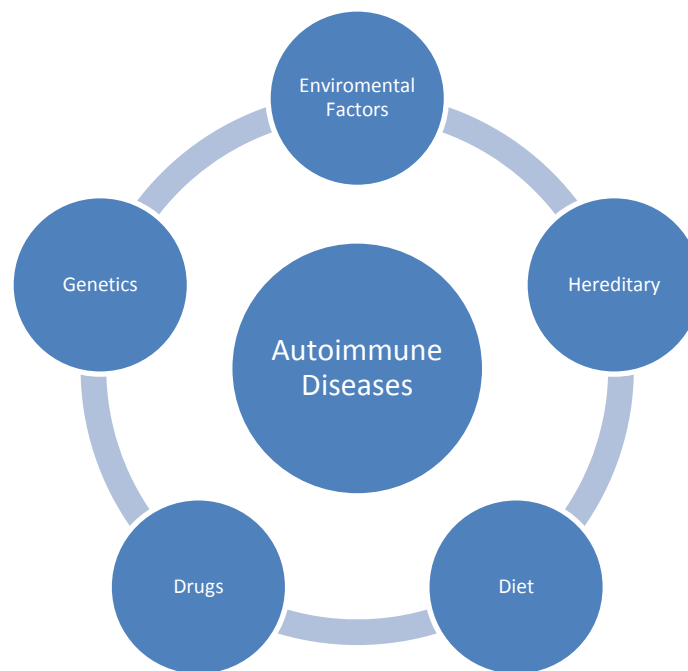 Enviromental
Factors
Genetics
Hereditary
Autoimmune
Diseases
Drugs
Diet